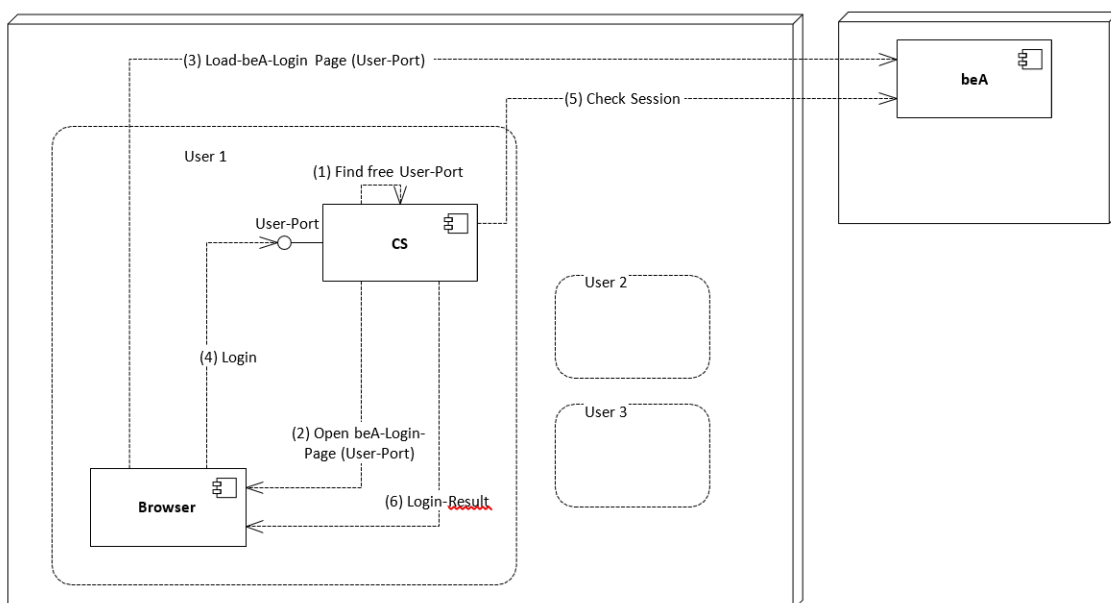 (3) Load-beA-Login Page (User-Port)
beA
(5) Check Session
User 1
(1) Find free User-Port
User-Port
CS
User 2
(4) Login
User 3
(2) Open beA-Login-
Page (User-Port)
(6) Login-Result
Browser